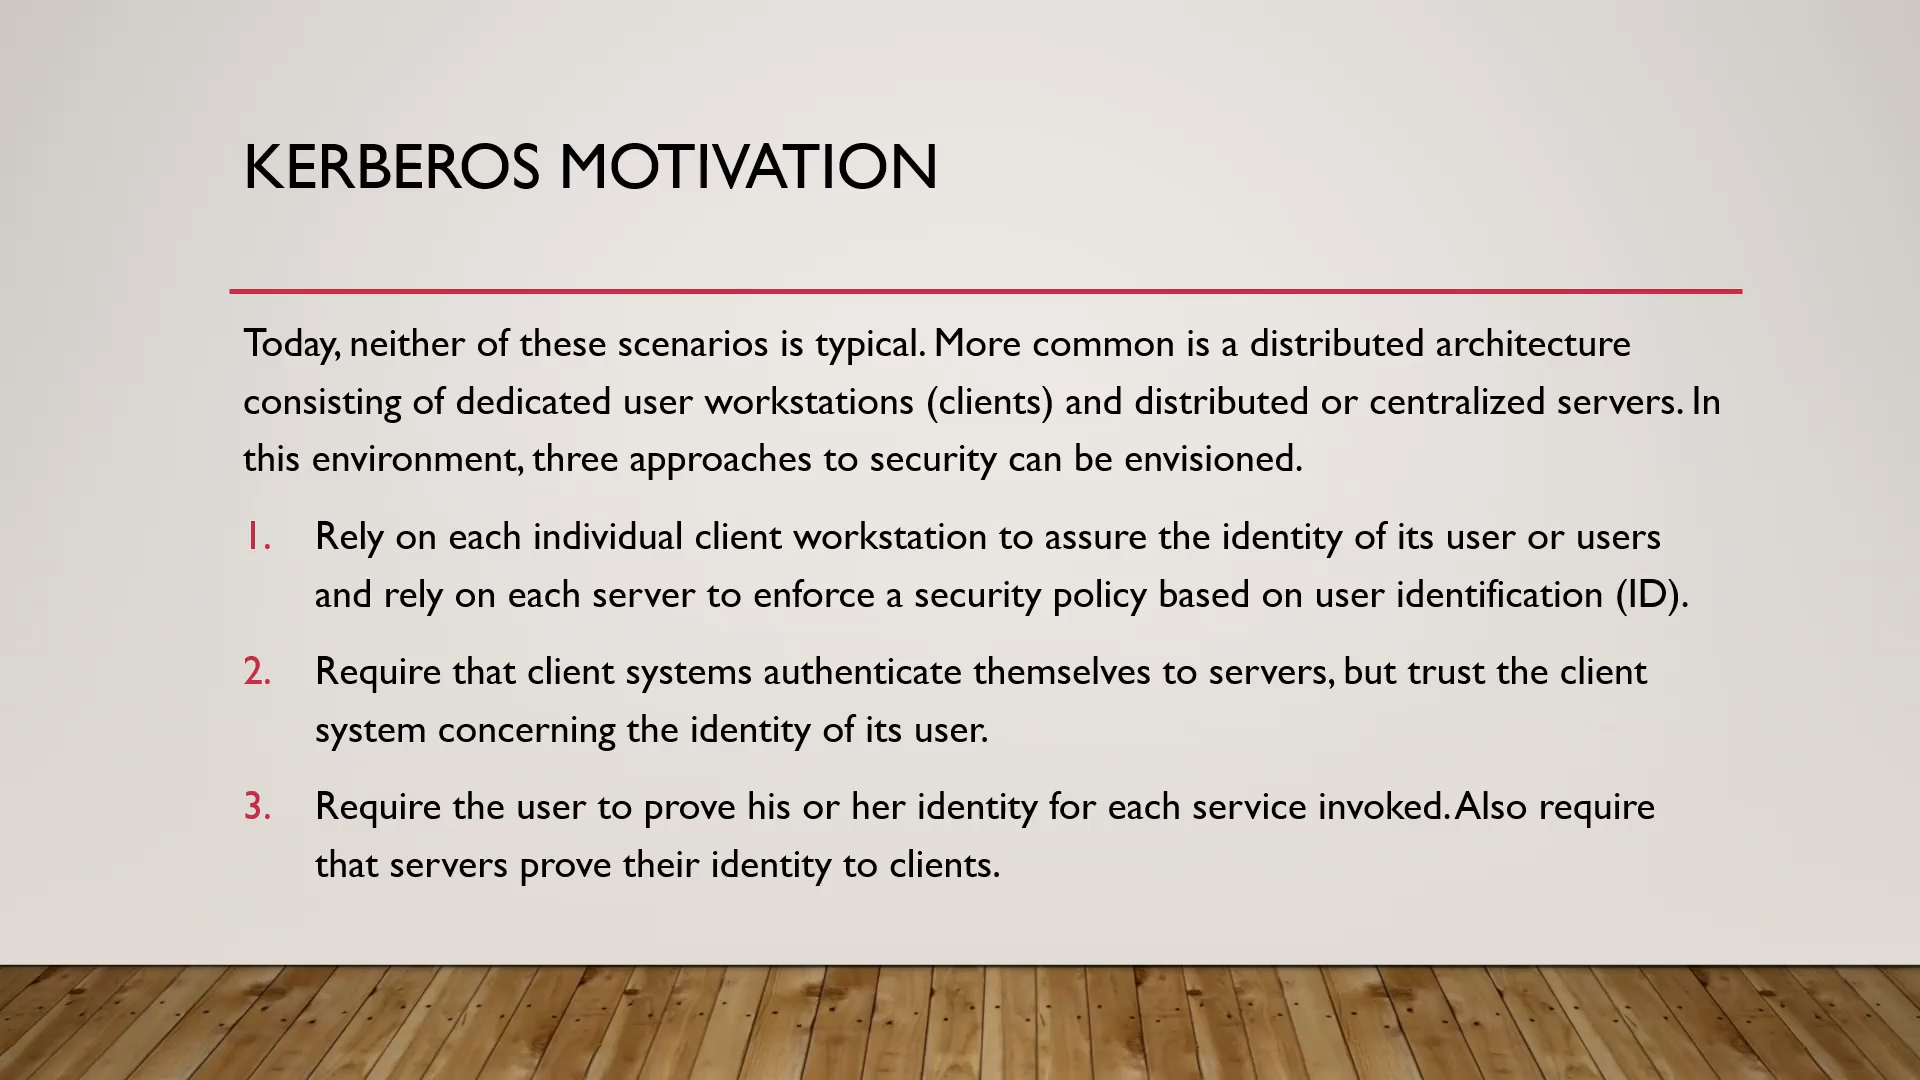 KERBEROS MOTIVATION
Today, neither of these scenarios is typical. More common is a distributed architecture
consisting of dedicated user workstations (clients) and distributed or centralized servers. In
this environment, three approaches to security can be envisioned.
1. Rely on each individual client workstation to assure the identity of its user or users
and rely on each server to enforce a security policy based on user identification (ID).
2. Require that client systems authenticate themselves to servers, but trust the client
system concerning the identity of its user.
3. Require the user to prove his or her identity for each service invoked. Also require
that servers prove their identity to clients.